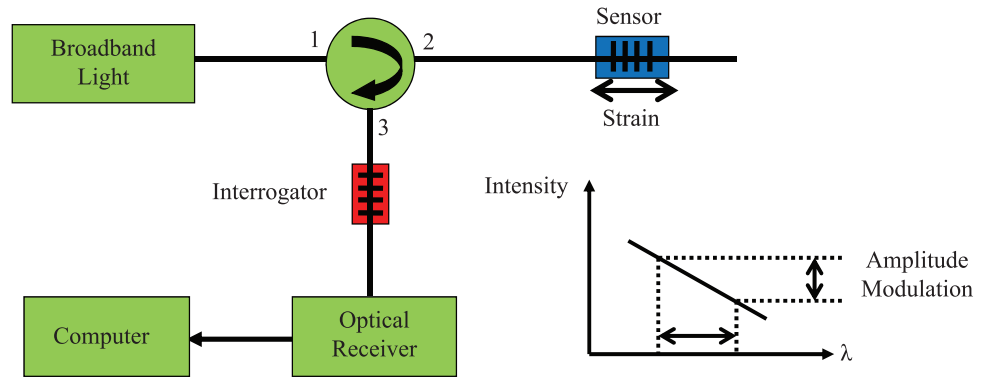 Sensor
Broadband
Light
1
2
Strain
3
Interrogator
Intensity
Amplitude
Modulation
Computer
Optical
Receiver
λ